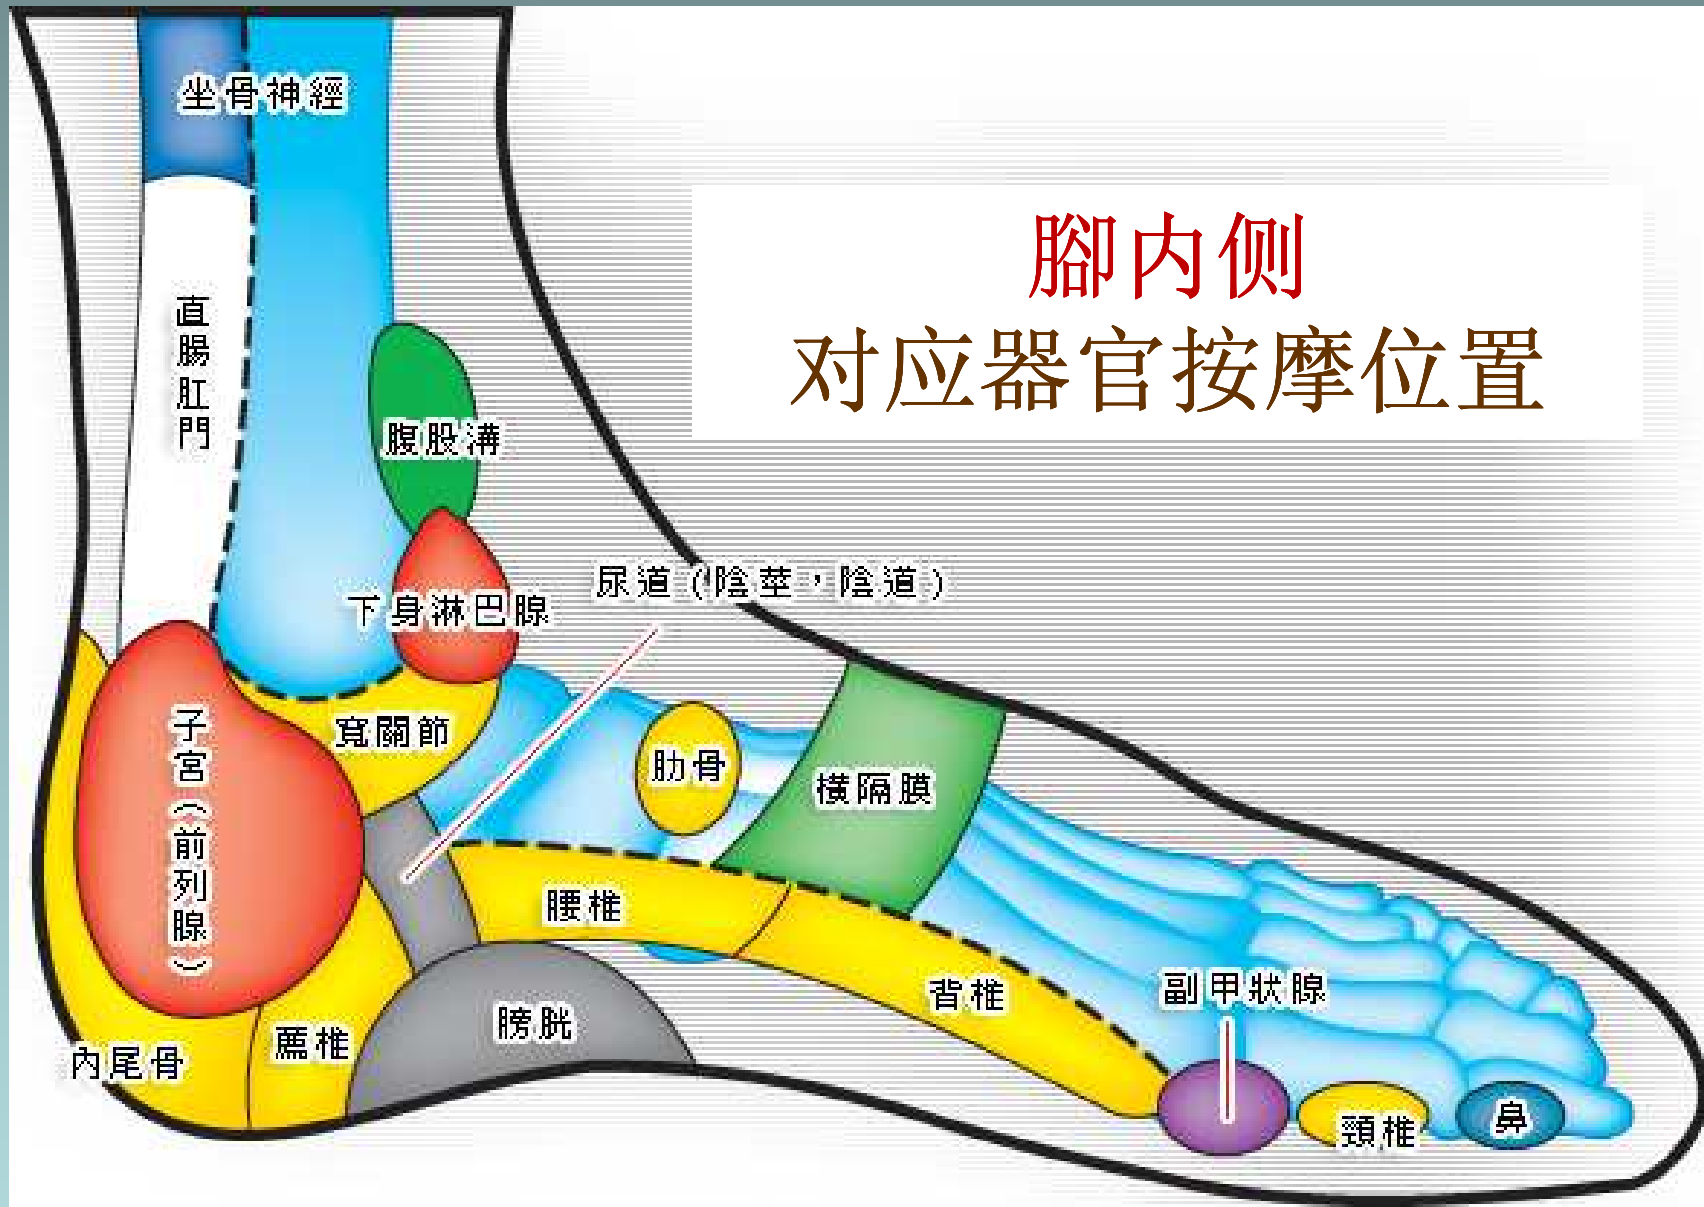 坐骨神經
腳内侧
对应器官按摩位置
直腸肛門
腹股溝
尿道(陰莖，陰道)
下身淋巴腺
子宮(前列腺)
寬關節
肋骨
橫隔膜
腰椎
背椎
副甲狀腺
膀胱
薦椎
內尾骨
頸椎
鼻